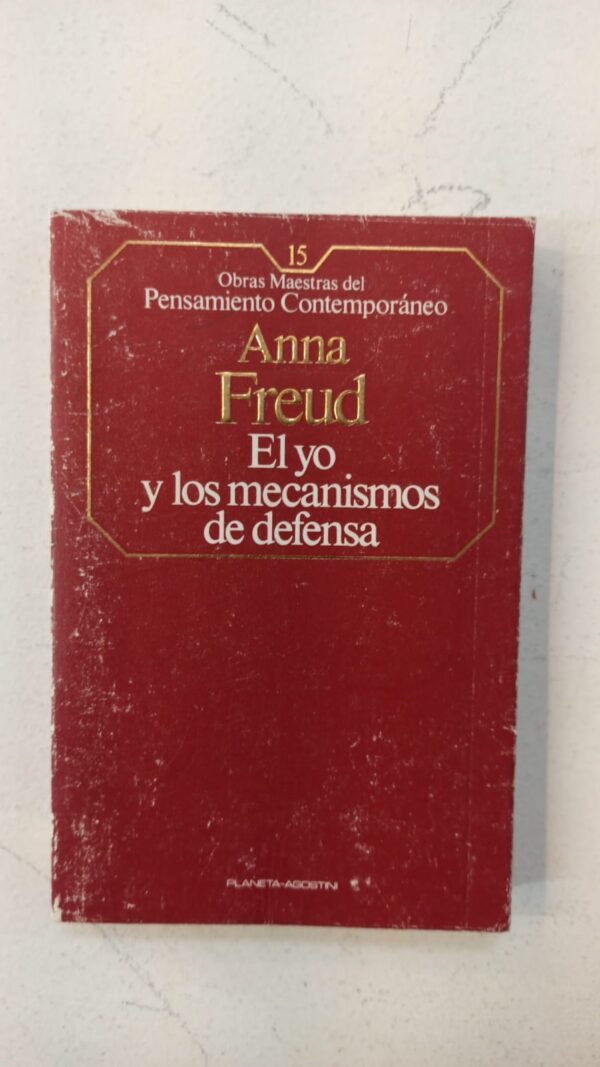 15
Obras Maestras del
Pensamiento Contemporáneo
Anna
Freud
El yo
y los mecanismos
de defensa
PLANETA-AGOSTINI